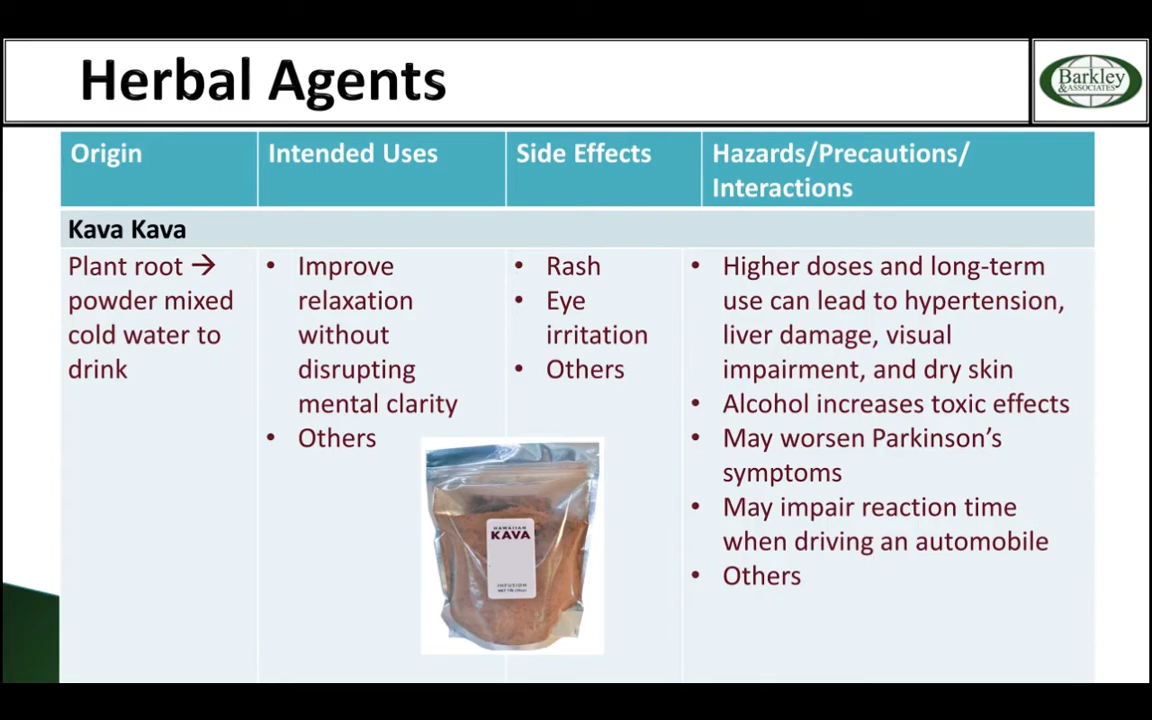 Herbal Agents
Barkley
& ASSOCIATES
Origin
Intended Uses
Side Effects
Hazards/Precautions/
Interactions
Kava Kava
Plant root →
powder mixed
cold water to
drink
• Improve
relaxation
without
disrupting
mental clarity
• Others
• Rash
• Eye
irritation
• Others
• Higher doses and long-term
use can lead to hypertension,
liver damage, visual
impairment, and dry skin
• Alcohol increases toxic effects
• May worsen Parkinson's
symptoms
• May impair reaction time
when driving an automobile
• Others
HAWAIIAN
KAVA
INFUSION